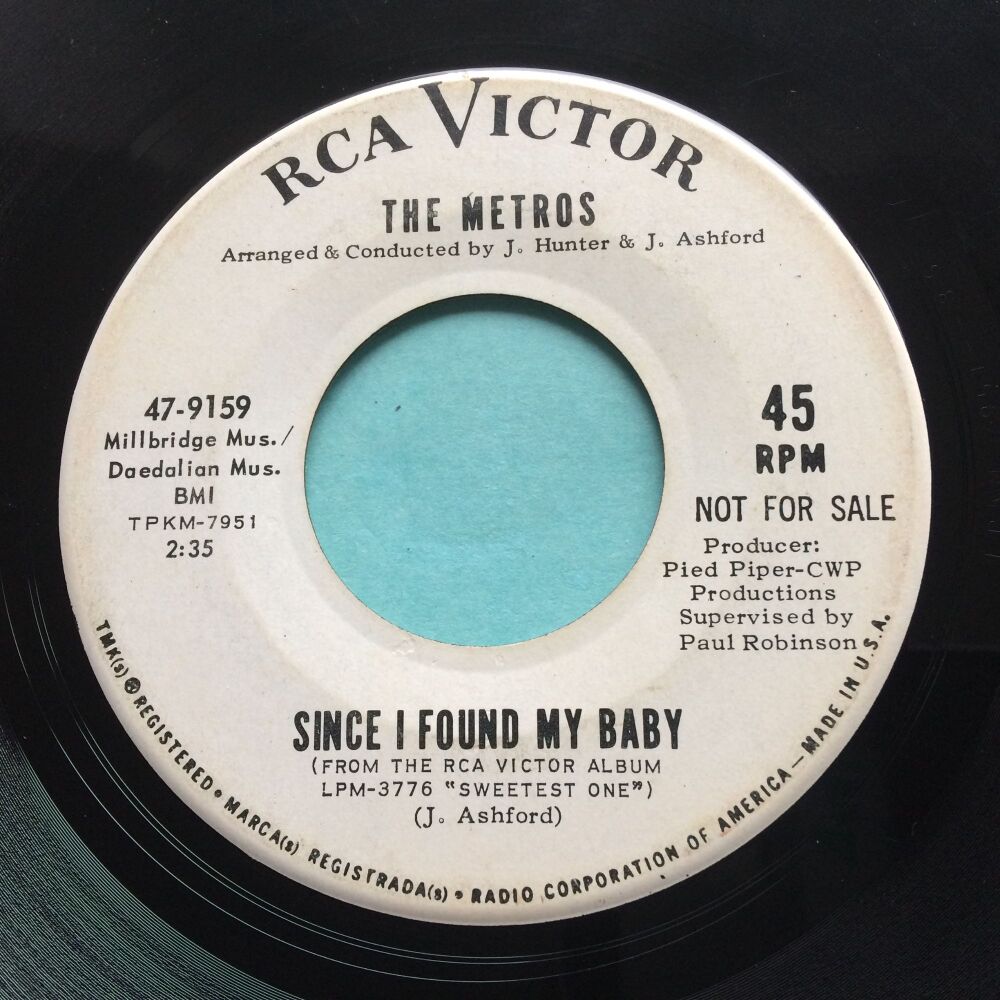 RCA VICTOR
THE METROS
Arranged & Conducted by J. Hunter & J. Ashford
47-9159
Millbridge Mus./
Daedalian Mus.
BMI
TPKM-7951
2:35
45
RPM
NOT FOR SALE
Producer:
Pied Piper-CWP
Productions
Supervised by
Paul Robinson
SINCE I FOUND MY BABY
(FROM THE RCA VICTOR ALBUM
LPM-3776 "SWEETEST ONE")
(J. Ashford)
TMK(s) ® REGISTERED • MARCA(s) REGISTRADA(s) • RADIO CORPORATION OF AMERICA — MADE IN U.S.A.